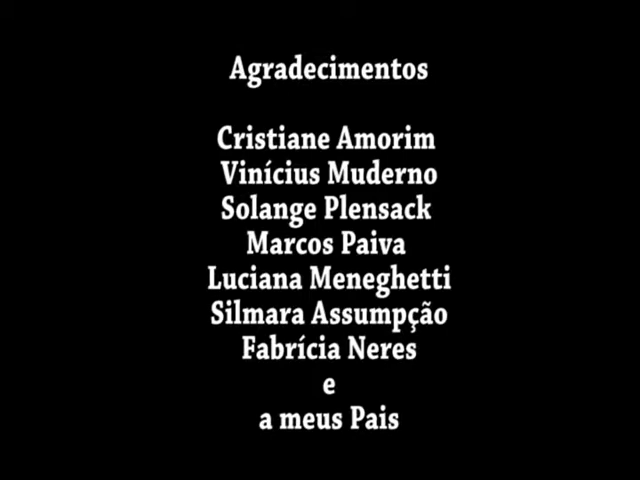 Agradecimentos
Cristiane Amorim
Vinícius Muderno
Solange Plensack
Marcos Paiva
Luciana Meneghetti
Silmara Assumpção
Fabrícia Neres
e
a meus Pais